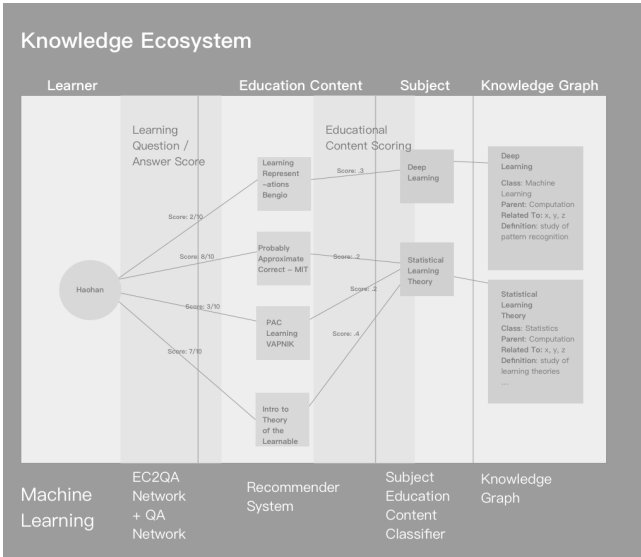 Knowledge Ecosystem
Learner
Education Content
Subject
Knowledge Graph
Learning
Question /
Answer Score
Educational
Content Scoring
Haohan
Score: 2/10
Score: 8/10
Score: 3/10
Score: 7/10
Learning
Represent
-ations
Bengio
Probably
Approximate
Correct - MIT
PAC
Learning
VAPNIK
Intro to
Theory
of the
Learnable
Score: .3
Score: .2
Score: .2
Score: .4
Deep
Learning
Statistical
Learning
Theory
Deep
Learning
Class: Machine
Learning
Parent: Computation
Related To: x, y, z
Definition: study of
pattern recognition
Statistical
Learning
Theory
Class: Statistics
Parent: Computation
Related To: x, y, z
Definition: study of
learning theories
....
Machine
Learning
EC2QA
Network
+ QA
Network
Recommender
System
Subject
Education
Content
Classifier
Knowledge
Graph